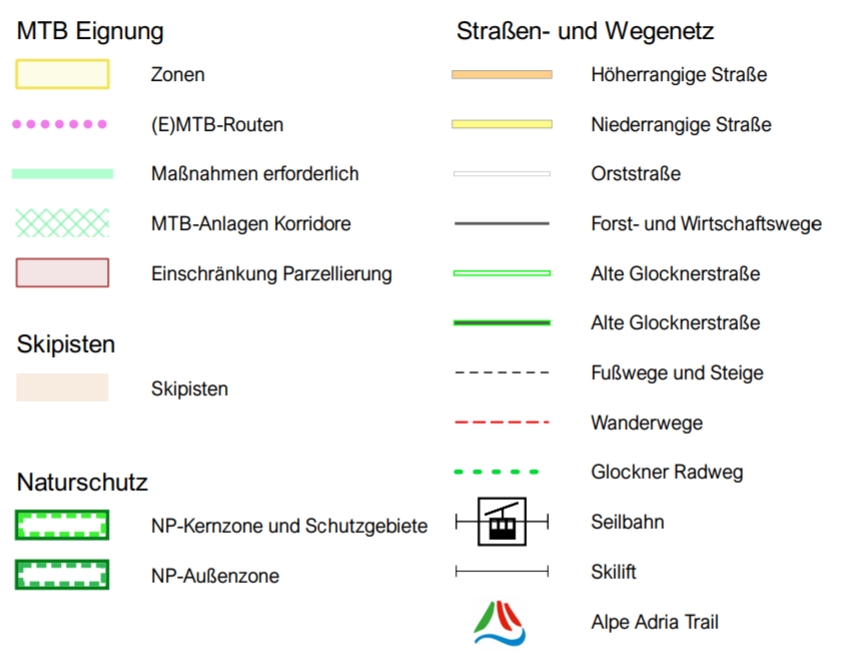 MTB Eignung
Zonen
(E)MTB-Routen
Maßnahmen erforderlich
MTB-Anlagen Korridore
Einschränkung Parzellierung
Skipisten
Skipisten
Naturschutz
NP-Kernzone und Schutzgebiete
NP-Außenzone
Straßen- und Wegenetz
Höherrangige Straße
Niederrangige Straße
Orststraße
Forst- und Wirtschaftswege
Alte Glocknerstraße
Alte Glocknerstraße
Fußwege und Steige
Wanderwege
Glockner Radweg
Seilbahn
Skilift
Alpe Adria Trail